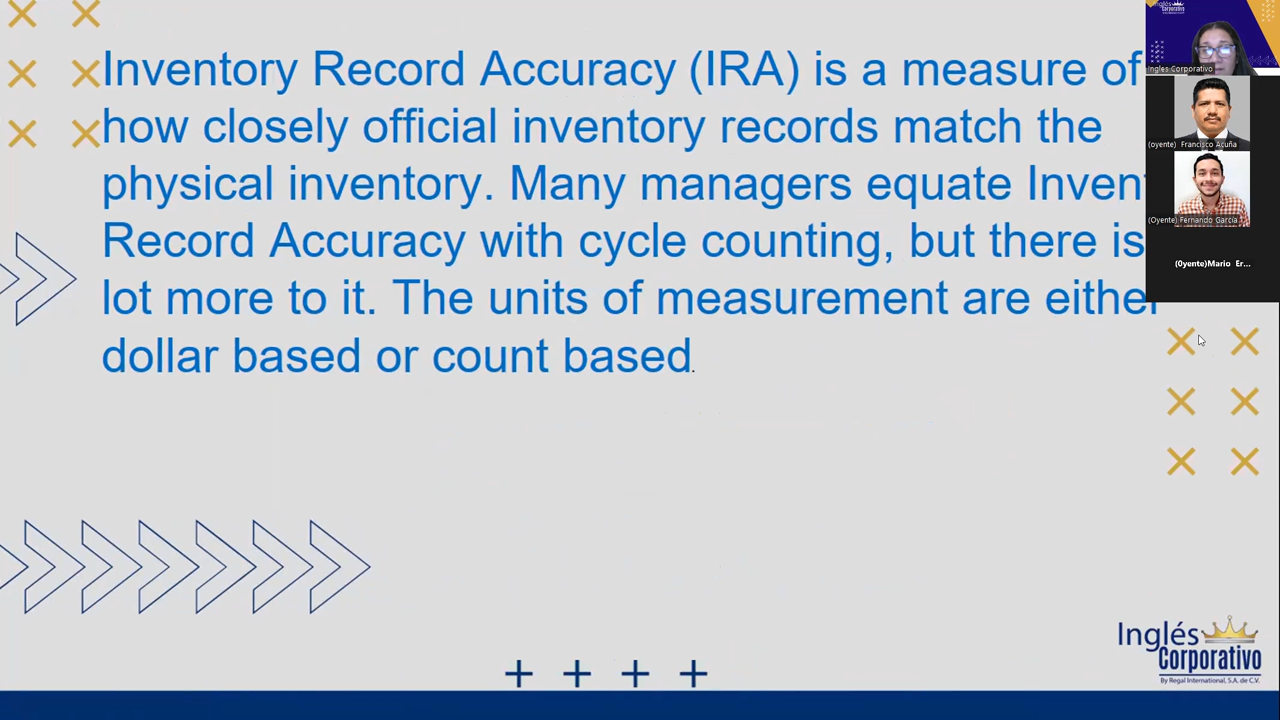 Inventory Record Accuracy (IRA) is a measure of
how closely official inventory records match the
physical inventory. Many managers equate Invent
Record Accuracy with cycle counting, but there is
lot more to it. The units of measurement are either
dollar based or count based.
Inglés Corporativo
(oyente) Francisco Acuña
(Oyente) Fernando García
(0yente)Mario Er...
Inglés
Corporativo
By Regal International, S.A. de C.V.